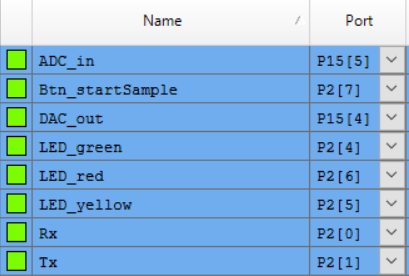 Name / Port
ADC_in P15[5]
Btn_startSample P2[7]
DAC_out P15[4]
LED_green P2[4]
LED_red P2[6]
LED_yellow P2[5]
Rx P2[0]
Tx P2[1]